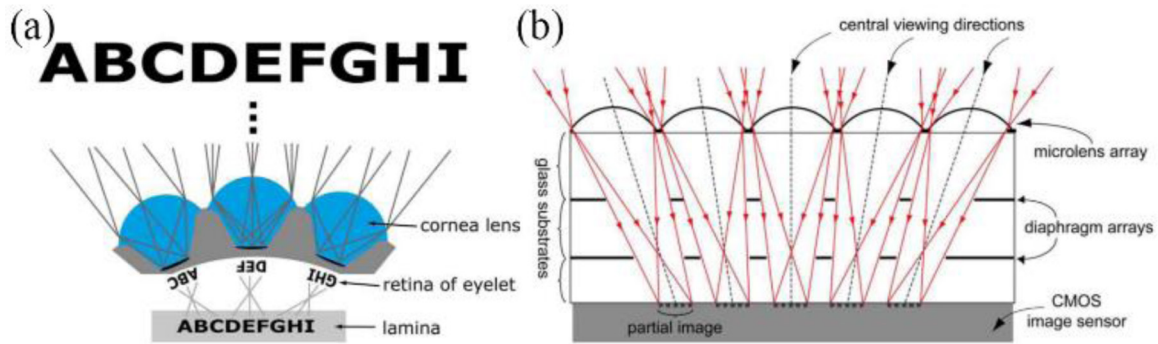 (a)
ABCDEFGHI
cornea lens
ABC
DEF
GHI
retina of eyelet
ABCDEFGHI
lamina
(b)
central viewing directions
glass substrates
microlens array
diaphragm arrays
partial image
CMOS
image sensor